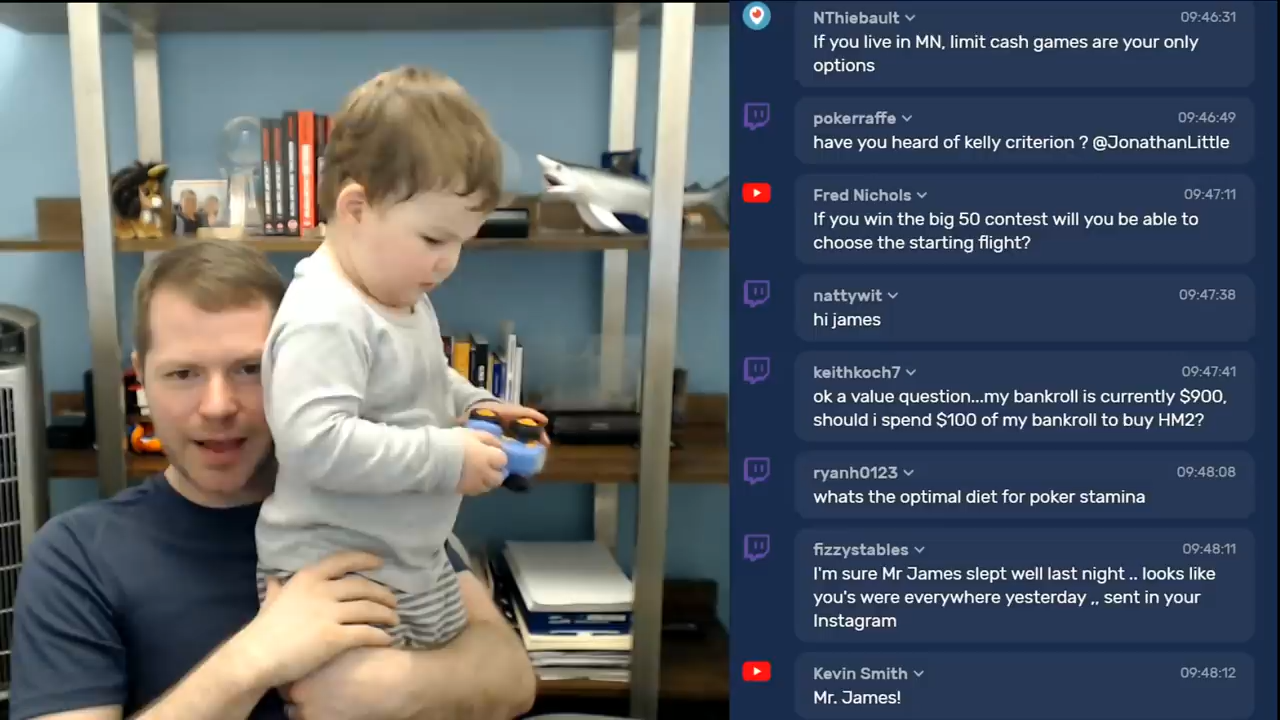 NThiebault 09:46:31
If you live in MN, limit cash games are your only
options
pokerraffe 09:46:49
have you heard of kelly criterion ? @JonathanLittle
Fred Nichols 09:47:11
If you win the big 50 contest will you be able to
choose the starting flight?
nattywit 09:47:38
hi james
keithkoch7 09:47:41
ok a value question...my bankroll is currently $900,
should i spend $100 of my bankroll to buy HM2?
ryanh0123 09:48:08
whats the optimal diet for poker stamina
fizzystables 09:48:11
I'm sure Mr James slept well last night .. looks like
you's were everywhere yesterday ,, sent in your
Instagram
Kevin Smith 09:48:12
Mr. James!